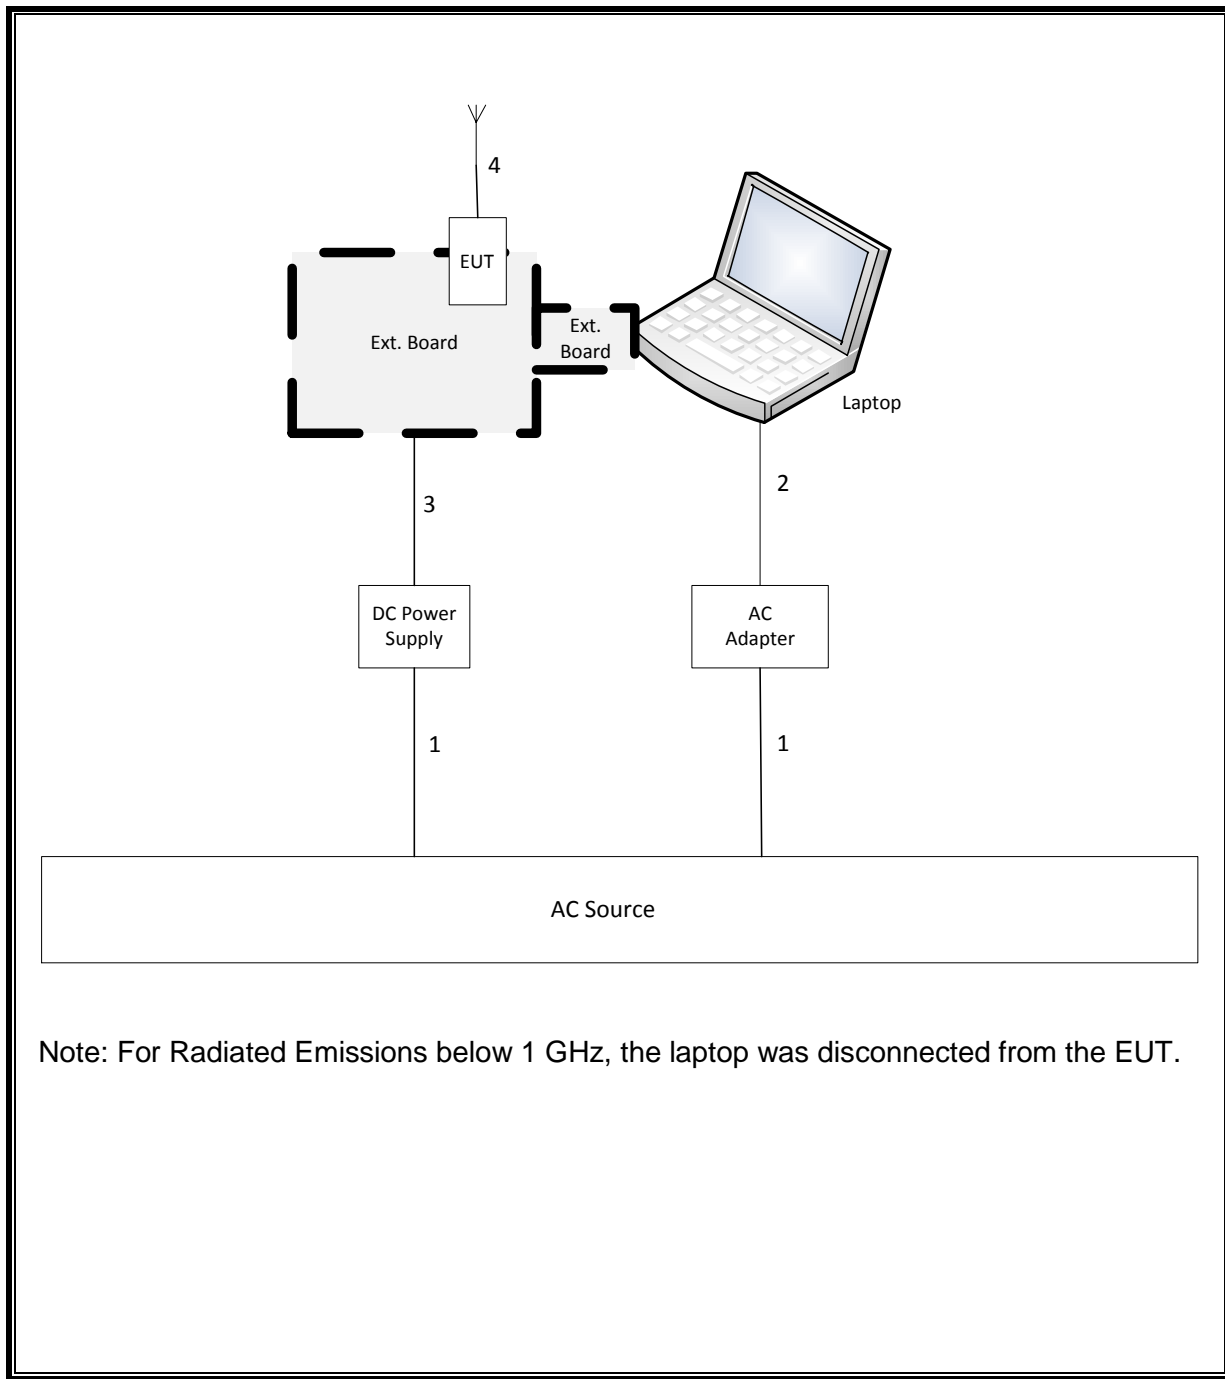 4
EUT
Ext. Board
Ext.
Board
Laptop
3
2
DC Power
Supply
AC
Adapter
1
1
AC Source
Note: For Radiated Emissions below 1 GHz, the laptop was disconnected from the EUT.